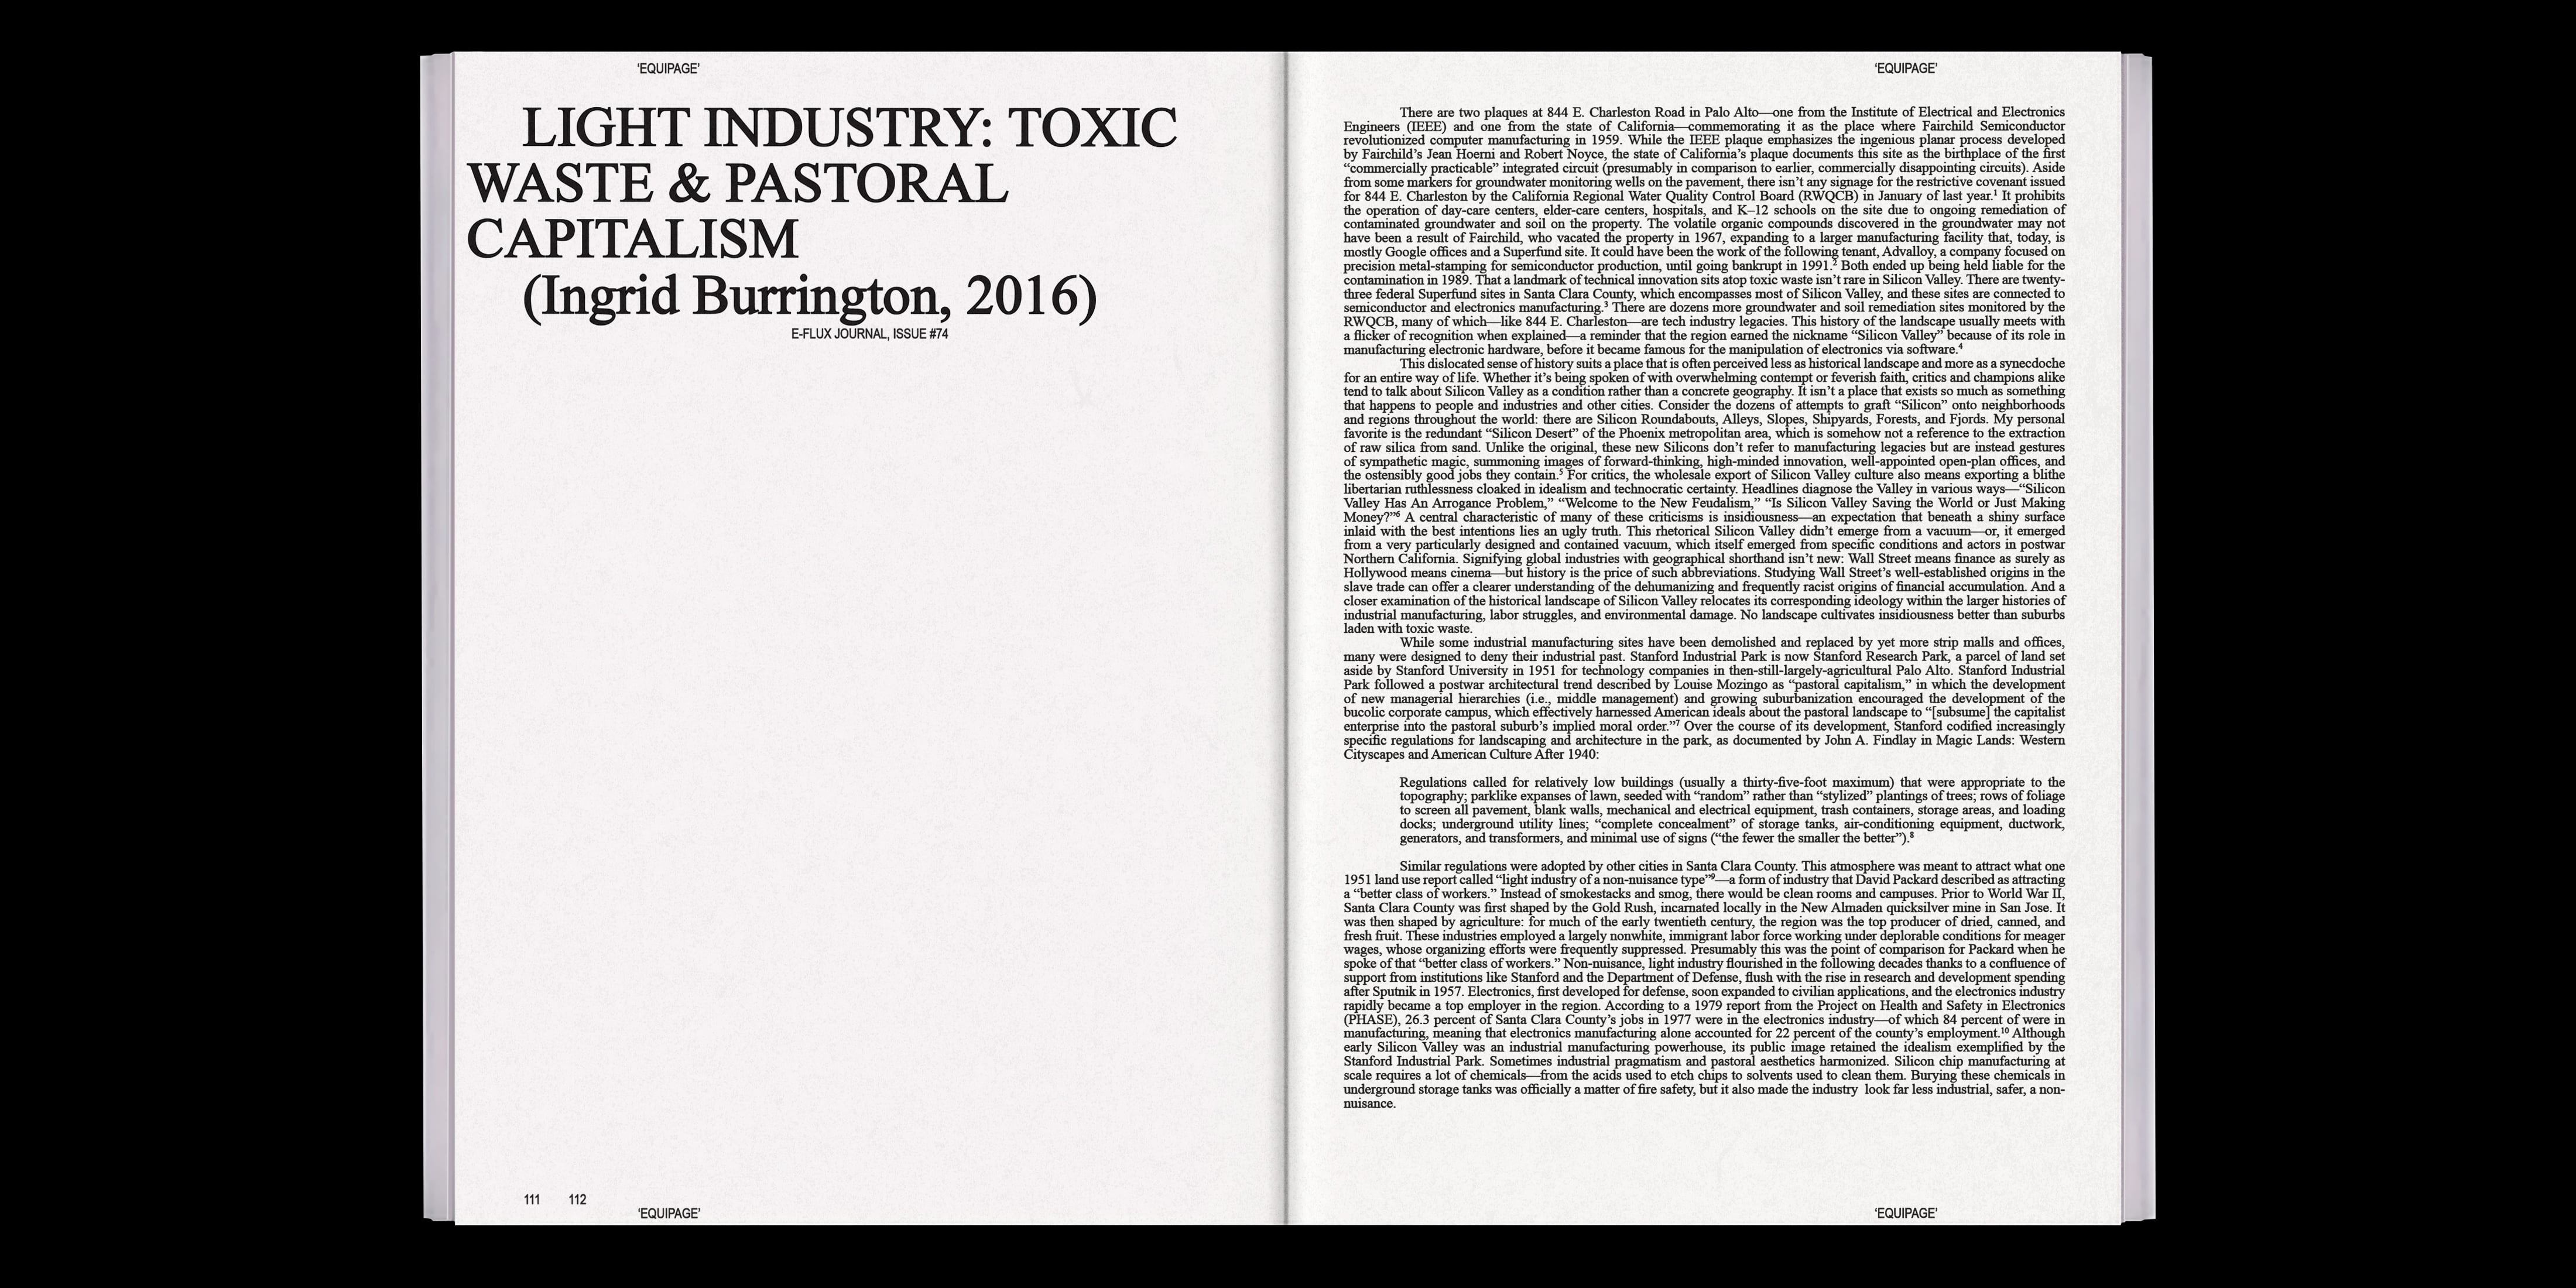 'EQUIPAGE'
LIGHT INDUSTRY: TOXIC
WASTE & PASTORAL
CAPITALISM
(Ingrid Burrington, 2016)
E-FLUX JOURNAL, ISSUE #74
111 112
'EQUIPAGE'
'EQUIPAGE'
There are two plaques at 844 E. Charleston Road in Palo Alto—one from the Institute of Electrical and Electronics
Engineers (IEEE) and one from the state of California—commemorating it as the place where Fairchild Semiconductor
revolutionized computer manufacturing in 1959. While the IEEE plaque emphasizes the ingenious planar process developed
by Fairchild’s Jean Hoerni and Robert Noyce, the state of California’s plaque documents this site as the birthplace of the first
“commercially practicable” integrated circuit (presumably in comparison to earlier, commercially disappointing circuits). Aside
from some markers for groundwater monitoring wells on the pavement, there isn’t any signage for the restrictive covenant issued
for 844 E. Charleston by the California Regional Water Quality Control Board (RWQCB) in January of last year.¹ It prohibits
the operation of day-care centers, elder-care centers, hospitals, and K–12 schools on the site due to ongoing remediation of
contaminated groundwater and soil on the property. The volatile organic compounds discovered in the groundwater may not
have been a result of Fairchild, who vacated the property in 1967, expanding to a larger manufacturing facility that, today, is
mostly Google offices and a Superfund site. It could have been the work of the following tenant, Advalloy, a company focused on
precision metal-stamping for semiconductor production, until going bankrupt in 1991.² Both ended up being held liable for the
contamination in 1989. That a landmark of technical innovation sits atop toxic waste isn’t rare in Silicon Valley. There are twenty-
three federal Superfund sites in Santa Clara County, which encompasses most of Silicon Valley, and these sites are connected to
semiconductor and electronics manufacturing.³ There are dozens more groundwater and soil remediation sites monitored by the
RWQCB, many of which—like 844 E. Charleston—are tech industry legacies. This history of the landscape usually meets with
a flicker of recognition when explained—a reminder that the region earned the nickname “Silicon Valley” because of its role in
manufacturing electronic hardware, before it became famous for the manipulation of electronics via software.⁴
This dislocated sense of history suits a place that is often perceived less as historical landscape and more as a synecdoche
for an entire way of life. Whether it’s being spoken of with overwhelming contempt or feverish faith, critics and champions alike
tend to talk about Silicon Valley as a condition rather than a concrete geography. It isn’t a place that exists so much as something
that happens to people and industries and other cities. Consider the dozens of attempts to graft “Silicon” onto neighborhoods
and regions throughout the world: there are Silicon Roundabouts, Alleys, Slopes, Shipyards, Forests, and Fjords. My personal
favorite is the redundant “Silicon Desert” of the Phoenix metropolitan area, which is somehow not a reference to the extraction
of raw silica from sand. Unlike the original, these new Silicons don’t refer to manufacturing legacies but are instead gestures
of sympathetic magic, summoning images of forward-thinking, high-minded innovation, well-appointed open-plan offices, and
the ostensibly good jobs they contain.⁵ For critics, the wholesale export of Silicon Valley culture also means exporting a blithe
libertarian ruthlessness cloaked in idealism and technocratic certainty. Headlines diagnose the Valley in various ways—“Silicon
Valley Has An Arrogance Problem,” “Welcome to the New Feudalism,” “Is Silicon Valley Saving the World or Just Making
Money?”⁶ A central characteristic of many of these criticisms is insidiousness—an expectation that beneath a shiny surface
inlaid with the best intentions lies an ugly truth. This rhetorical Silicon Valley didn’t emerge from a vacuum—or, it emerged
from a very particularly designed and contained vacuum, which itself emerged from specific conditions and actors in postwar
Northern California. Signifying global industries with geographical shorthand isn’t new: Wall Street means finance as surely as
Hollywood means cinema—but history is the price of such abbreviations. Studying Wall Street’s well-established origins in the
slave trade can offer a clearer understanding of the dehumanizing and frequently racist origins of financial accumulation. And a
closer examination of the historical landscape of Silicon Valley relocates its corresponding ideology within the larger histories of
industrial manufacturing, labor struggles, and environmental damage. No landscape cultivates insidiousness better than suburbs
laden with toxic waste.
While some industrial manufacturing sites have been demolished and replaced by yet more strip malls and offices,
many were designed to deny their industrial past. Stanford Industrial Park is now Stanford Research Park, a parcel of land set
aside by Stanford University in 1951 for technology companies in then-still-largely-agricultural Palo Alto. Stanford Industrial
Park followed a postwar architectural trend described by Louise Mozingo as “pastoral capitalism,” in which the development
of new managerial hierarchies (i.e., middle management) and growing suburbanization encouraged the development of the
bucolic corporate campus, which effectively harnessed American ideals about the pastoral landscape to “[subsume] the capitalist
enterprise into the pastoral suburb’s implied moral order.”⁷ Over the course of its development, Stanford codified increasingly
specific regulations for landscaping and architecture in the park, as documented by John A. Findlay in Magic Lands: Western
Cityscapes and American Culture After 1940:
Regulations called for relatively low buildings (usually a thirty-five-foot maximum) that were appropriate to the
topography; parklike expanses of lawn, seeded with “random” rather than “stylized” plantings of trees; rows of foliage
to screen all pavement, blank walls, mechanical and electrical equipment, trash containers, storage areas, and loading
docks; underground utility lines; “complete concealment” of storage tanks, air-conditioning equipment, ductwork,
generators, and transformers, and minimal use of signs (“the fewer the smaller the better”).⁸
Similar regulations were adopted by other cities in Santa Clara County. This atmosphere was meant to attract what one
1951 land use report called “light industry of a non-nuisance type”⁹—a form of industry that David Packard described as attracting
a “better class of workers.” Instead of smokestacks and smog, there would be clean rooms and campuses. Prior to World War II,
Santa Clara County was first shaped by the Gold Rush, incarnated locally in the New Almaden quicksilver mine in San Jose. It
was then shaped by agriculture: for much of the early twentieth century, the region was the top producer of dried, canned, and
fresh fruit. These industries employed a largely nonwhite, immigrant labor force working under deplorable conditions for meager
wages, whose organizing efforts were frequently suppressed. Presumably this was the point of comparison for Packard when he
spoke of that “better class of workers.” Non-nuisance, light industry flourished in the following decades thanks to a confluence of
support from institutions like Stanford and the Department of Defense, flush with the rise in research and development spending
after Sputnik in 1957. Electronics, first developed for defense, soon expanded to civilian applications, and the electronics industry
rapidly became a top employer in the region. According to a 1979 report from the Project on Health and Safety in Electronics
(PHASE), 26.3 percent of Santa Clara County’s jobs in 1977 were in the electronics industry—of which 84 percent of were in
manufacturing, meaning that electronics manufacturing alone accounted for 22 percent of the county’s employment.¹⁰ Although
early Silicon Valley was an industrial manufacturing powerhouse, its public image retained the idealism exemplified by the
Stanford Industrial Park. Sometimes industrial pragmatism and pastoral aesthetics harmonized. Silicon chip manufacturing at
scale requires a lot of chemicals—from the acids used to etch chips to solvents used to clean them. Burying these chemicals in
underground storage tanks was officially a matter of fire safety, but it also made the industry look far less industrial, safer, a non-
nuisance.
'EQUIPAGE'